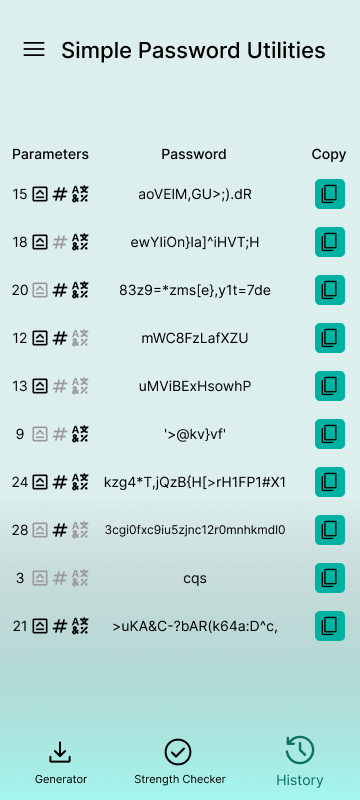 Simple Password Utilities
Parameters Password Copy
15 aoVEIM,GU>;).dR
18 ewYIiOn}la]^iHVT;H
20 83z9=*zms[e},y1t=7de
12 mWC8FzLafXZU
13 uMViBExHsowhP
9 '>@kv}vf'
24 kzg4*T,jQzB{H[>rH1FP1#X1
28 3cgi0fxc9iu5zjnc12r0mnhkmdl0
3 cqs
21 >uKA&C-?bAR(k64a:D^c,
Generator Strength Checker History